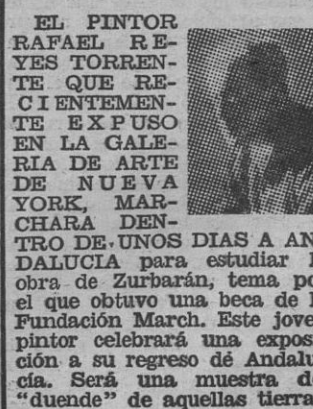 EL PINTOR
RAFAEL RE-
YES TORREN-
TE QUE RE-
CIENTEMEN-
TE EXPUSO
EN LA GALE-
RIA DE ARTE
DE NUEVA
YORK, MAR-
CHARA DEN-
TRO DE UNOS DIAS A AN
DALUCIA para estudiar l
obra de Zurbarán, tema po
el que obtuvo una beca de l
Fundación March. Este jove
pintor celebrará una expos
ción a su regreso dé Andalu
cía. Será una muestra de
"duende" de aquellas tierra